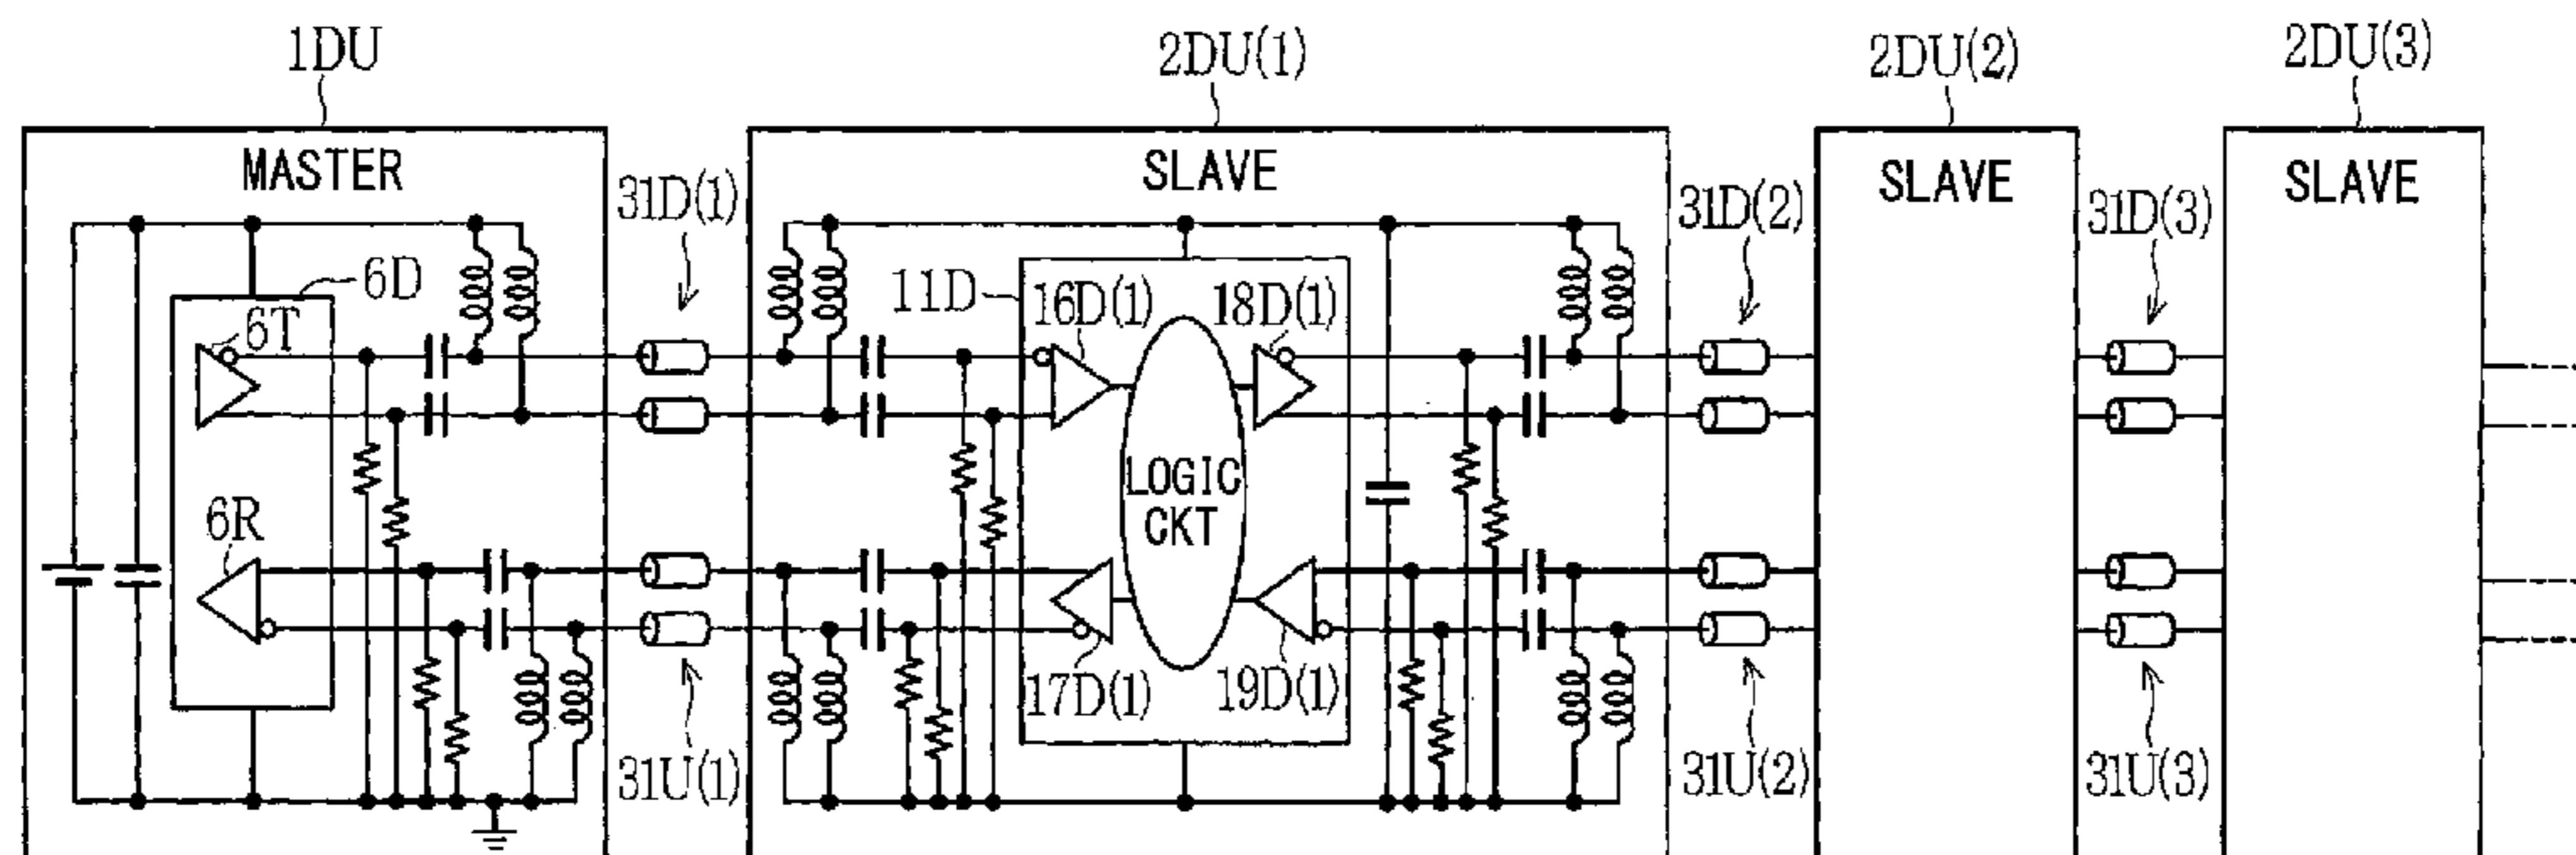 1DU
2DU(1)
2DU(2)
2DU(3)
MASTER
31D(1)
SLAVE
31D(2)
SLAVE
31D(3)
SLAVE
6D
6T
11D
16D(1)
18D(1)
6R
LOGIC
CKT
17D(1)
19D(1)
31U(1)
31U(2)
31U(3)